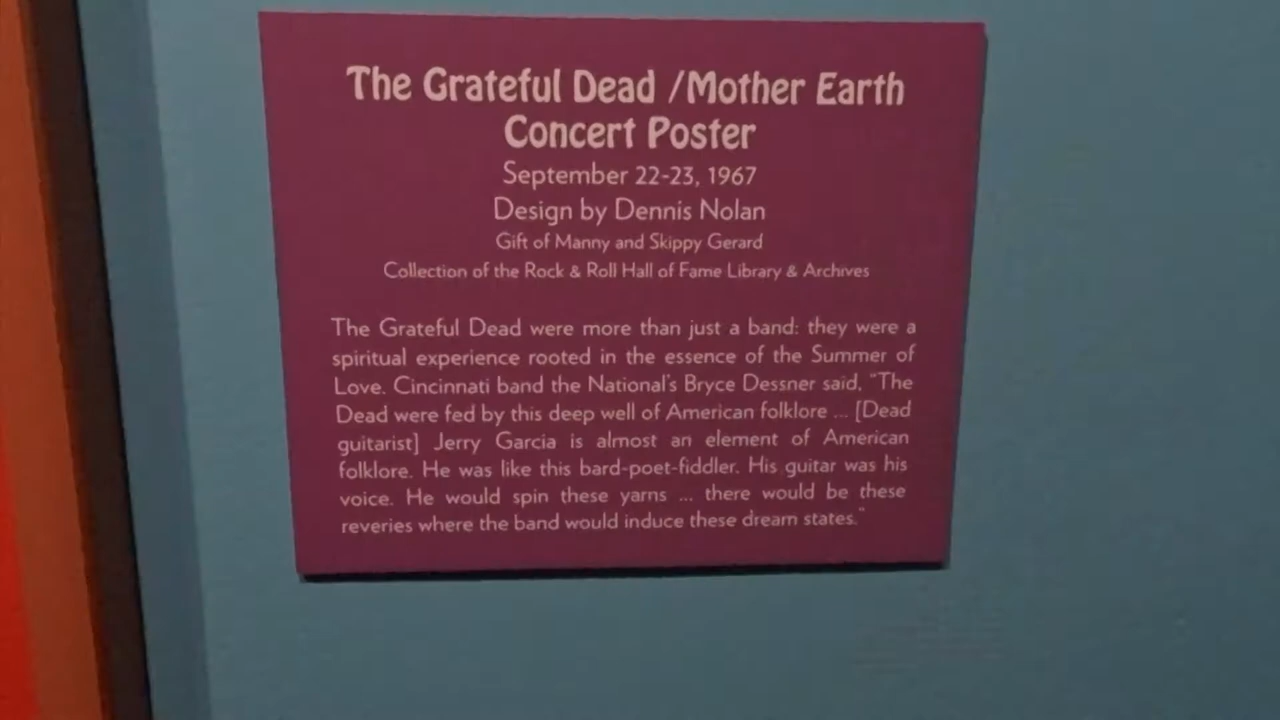 The Grateful Dead /Mother Earth
Concert Poster
September 22-23, 1967
Design by Dennis Nolan
Gift of Manny and Skippy Gerard
Collection of the Rock & Roll Hall of Fame Library & Archives
The Grateful Dead were more than just a band: they were a
spiritual experience rooted in the essence of the Summer of
Love. Cincinnati band the National's Bryce Dessner said, "The
Dead were fed by this deep well of American folklore ... [Dead
guitarist] Jerry Garcia is almost an element of American
folklore. He was like this bard-poet-fiddler. His guitar was his
voice. He would spin these yarns ... there would be these
reveries where the band would induce these dream states."